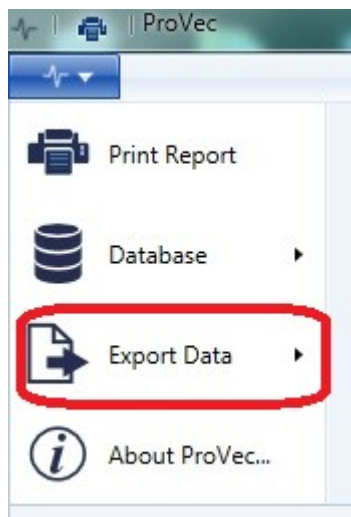 ProVec
Print Report
Database
Export Data
About ProVec...